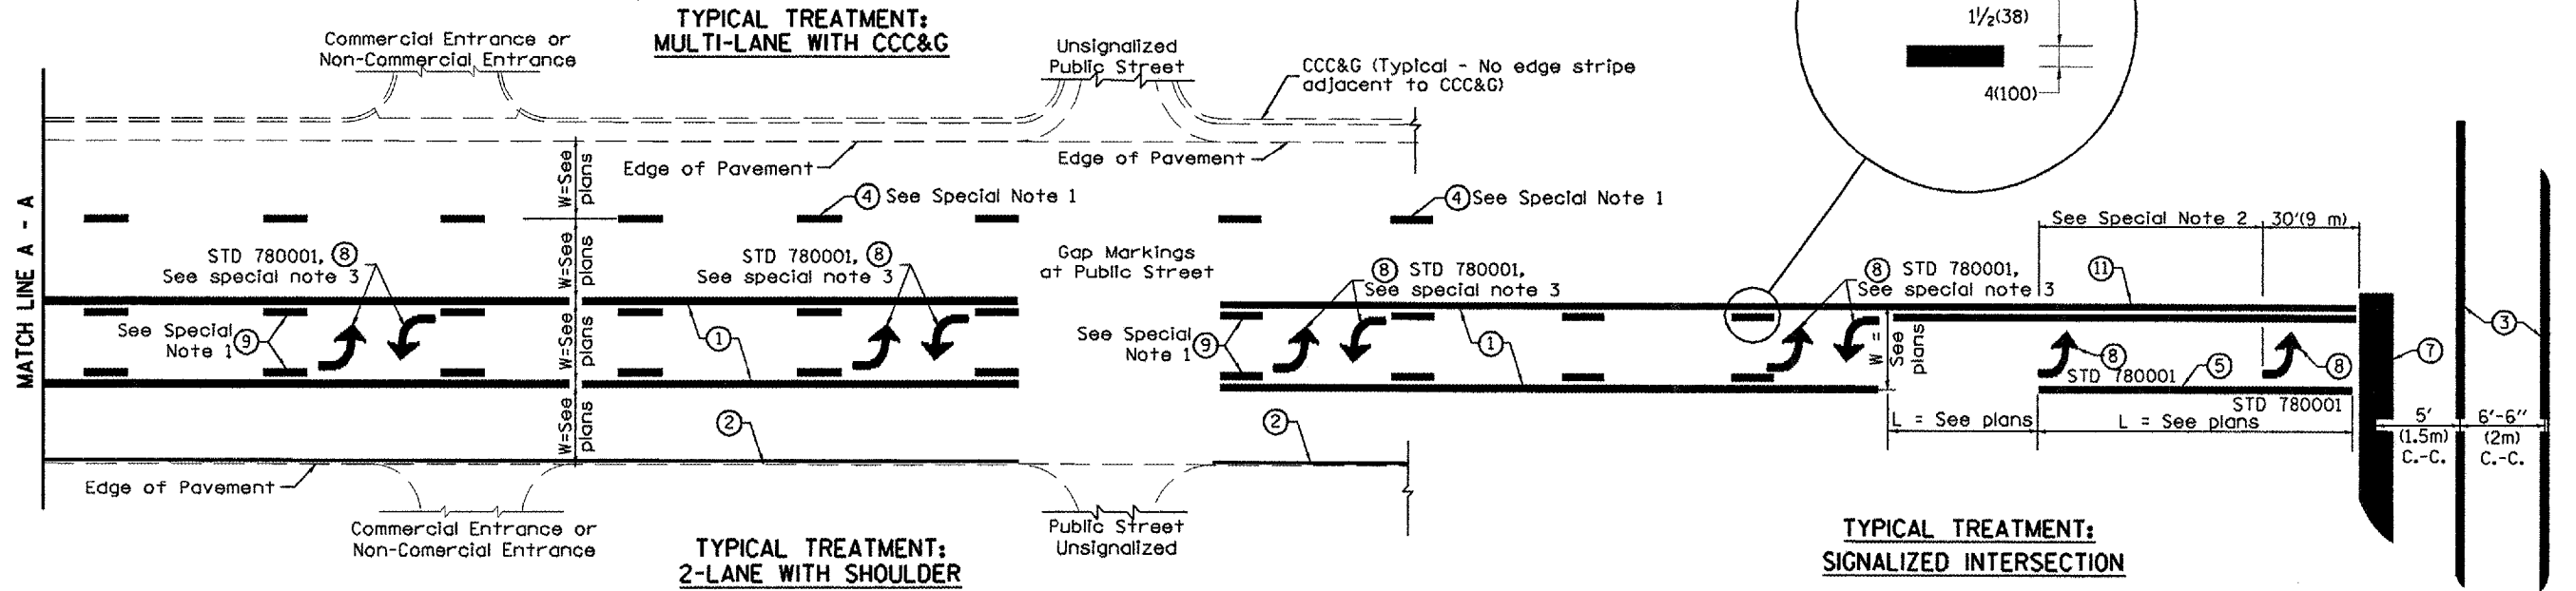 TYPICAL TREATMENT:
MULTI-LANE WITH CCC&G
Commercial Entrance or
Non-Commercial Entrance
Unsignalized
Public Street
CCC&G (Typical - No edge stripe
adjacent to CCC&G)
1½(38)
4(100)
MATCH LINE A - A
W=See
plans
Edge of Pavement
Edge of Pavement
4 See Special Note 1
4 See Special Note 1
STD 780001, 8
See special note 3
W=See
plans
STD 780001, 8
See special note 3
Gap Markings
at Public Street
8 STD 780001,
See special note 3
8 STD 780001,
See special note 3
See Special Note 2
30'(9 m)
11
3
See Special
Note 1 9
W=See
plans
1
See Special
Note 1 9
1
W =
See
plans
8
STD 780001
5
8
7
STD 780001
W=See
plans
2
2
L = See plans
L = See plans
5'
(1.5m)
C.-C.
6'-6"
(2m)
C.-C.
Edge of Pavement
Commercial Entrance or
Non-Comercial Entrance
Public Street
Unsignalized
TYPICAL TREATMENT:
2-LANE WITH SHOULDER
TYPICAL TREATMENT:
SIGNALIZED INTERSECTION